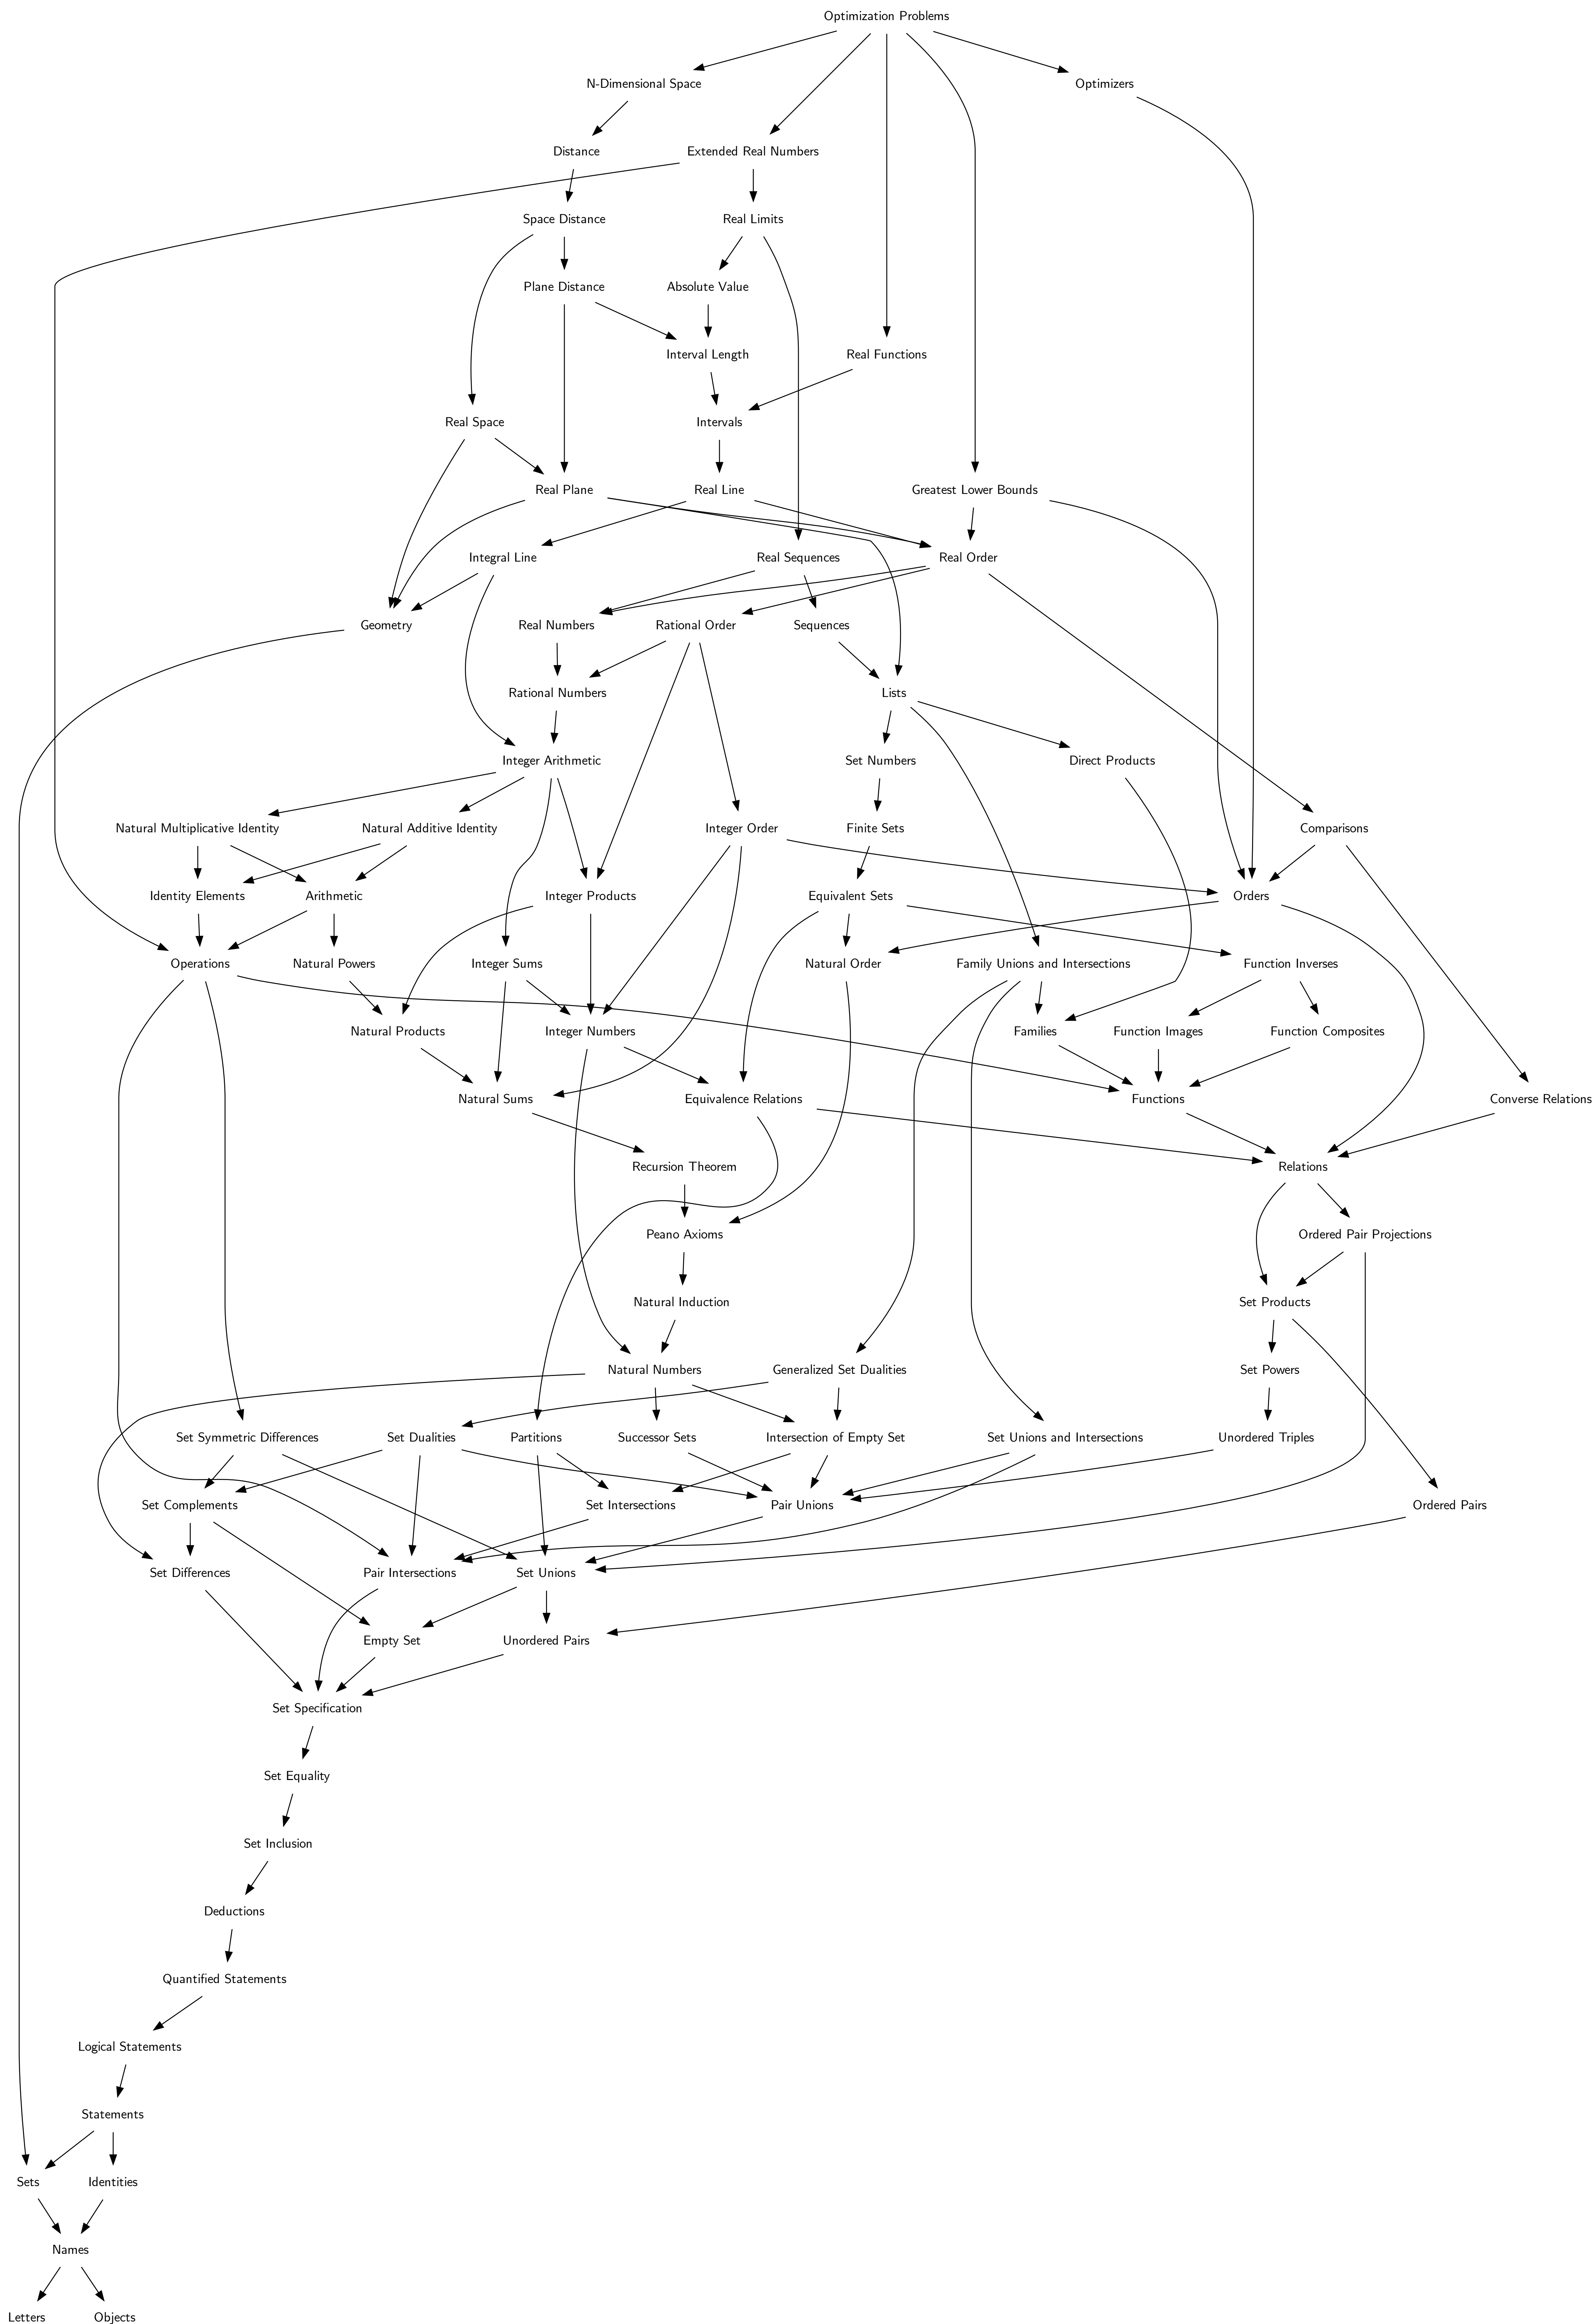 Optimization Problems
N-Dimensional Space
Optimizers
Distance
Extended Real Numbers
Space Distance
Real Limits
Plane Distance
Absolute Value
Interval Length
Real Functions
Real Space
Intervals
Real Plane
Real Line
Greatest Lower Bounds
Integral Line
Real Sequences
Real Order
Geometry
Real Numbers
Rational Order
Sequences
Rational Numbers
Lists
Integer Arithmetic
Set Numbers
Direct Products
Natural Multiplicative Identity
Natural Additive Identity
Integer Order
Finite Sets
Comparisons
Identity Elements
Arithmetic
Integer Products
Equivalent Sets
Orders
Operations
Natural Powers
Integer Sums
Natural Order
Family Unions and Intersections
Function Inverses
Natural Products
Integer Numbers
Families
Function Images
Function Composites
Natural Sums
Equivalence Relations
Functions
Converse Relations
Recursion Theorem
Relations
Peano Axioms
Ordered Pair Projections
Natural Induction
Set Products
Natural Numbers
Generalized Set Dualities
Set Powers
Set Symmetric Differences
Set Dualities
Partitions
Successor Sets
Intersection of Empty Set
Set Unions and Intersections
Unordered Triples
Set Complements
Set Intersections
Pair Unions
Ordered Pairs
Set Differences
Pair Intersections
Set Unions
Empty Set
Unordered Pairs
Set Specification
Set Equality
Set Inclusion
Deductions
Quantified Statements
Logical Statements
Statements
Sets
Identities
Names
Letters
Objects